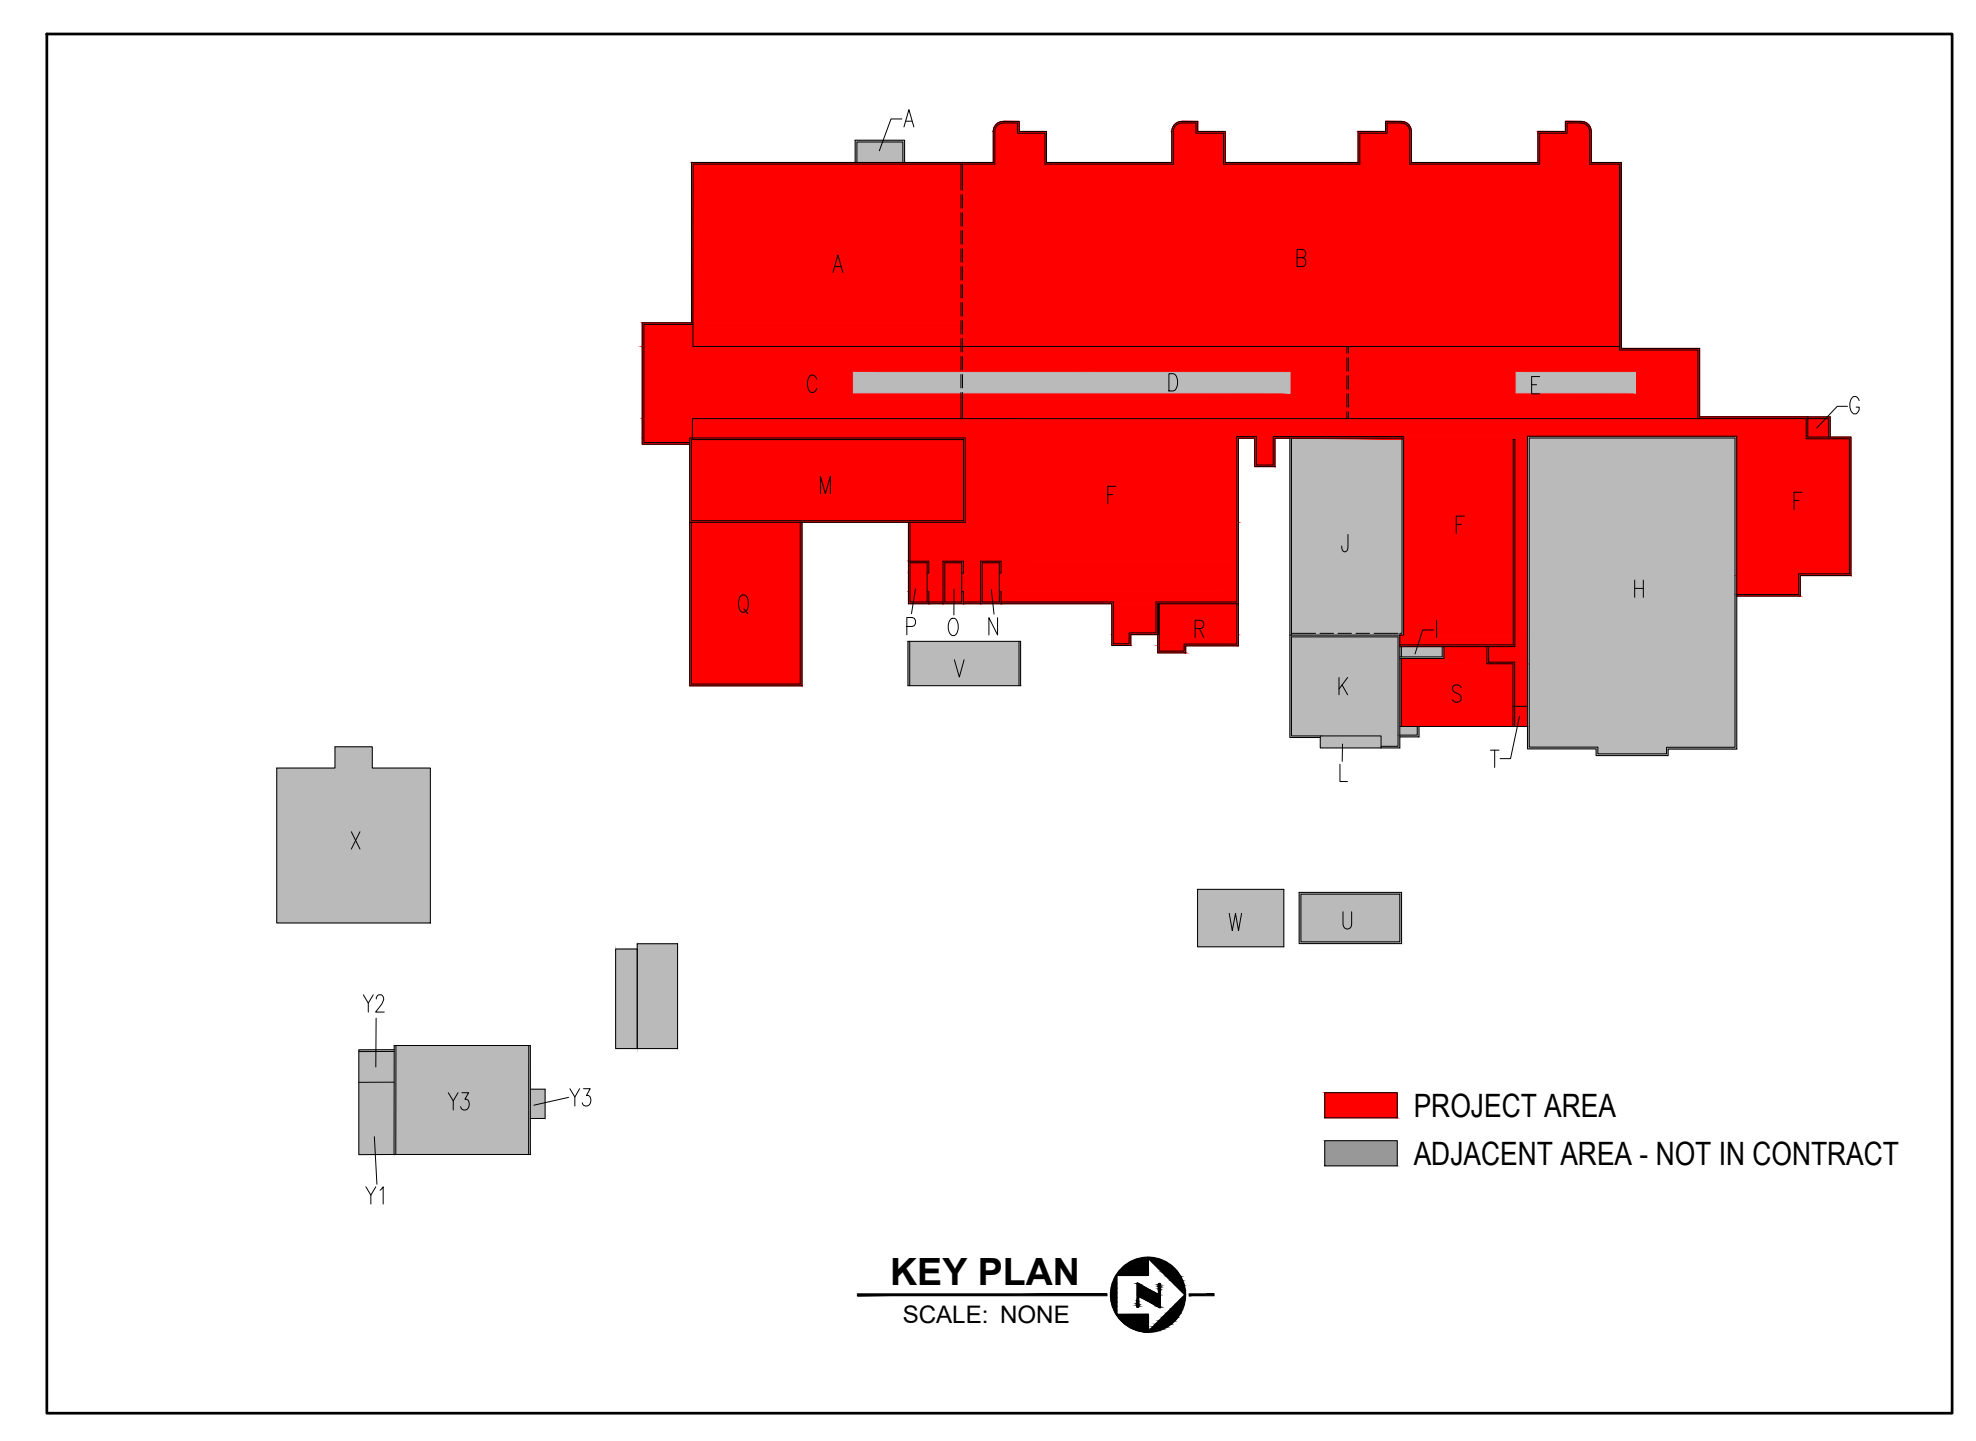 A
A
B
C
D
E
G
M
F
F
F
J
H
Q
P
O
N
R
I
V
K
S
T
L
X
W
U
Y2
Y3
Y3
Y1
PROJECT AREA
ADJACENT AREA - NOT IN CONTRACT
KEY PLAN
N
SCALE: NONE